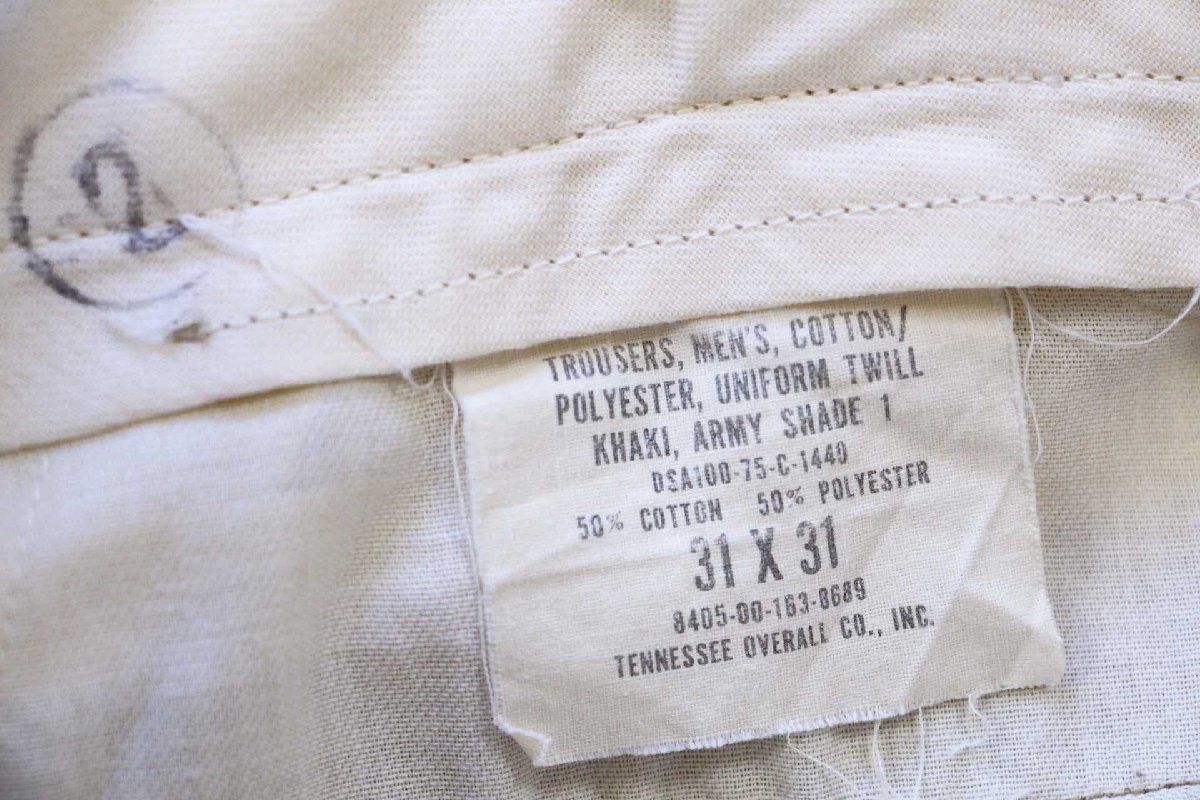 2
TROUSERS, MEN'S, COTTON/
POLYESTER, UNIFORM TWILL
KHAKI, ARMY SHADE 1
DSA100-75-C-1440
50% COTTON 50% POLYESTER
31 X 31
8405-00-163-8689
TENNESSEE OVERALL CO., INC.